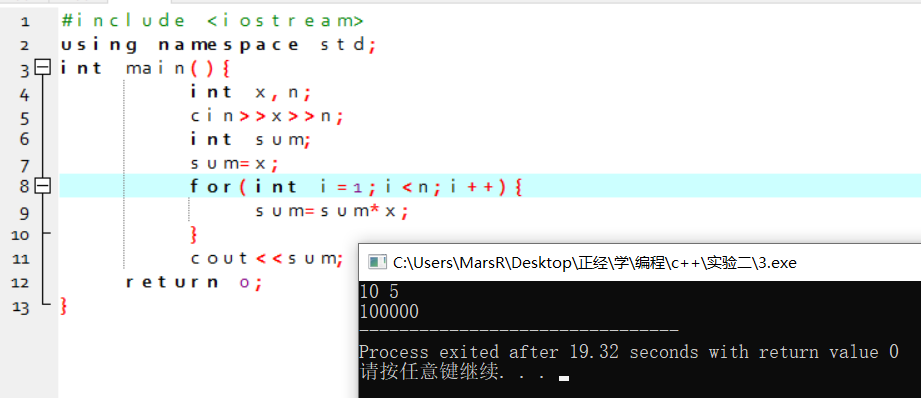 1 #include <iostream>
2 using namespace std;
3 int main(){
4 int x,n;
5 cin>>x>>n;
6 int sum;
7 sum=x;
8 for(int i=1;i<n;i++){
9 sum=sum*x;
10 }
11 cout<<sum;
12 return 0;
13 }
C:\Users\MarsR\Desktop\正经\学\编程\c++\实验二\3.exe
10 5
100000
--------------------------------
Process exited after 19.32 seconds with return value 0
请按任意键继续. . .